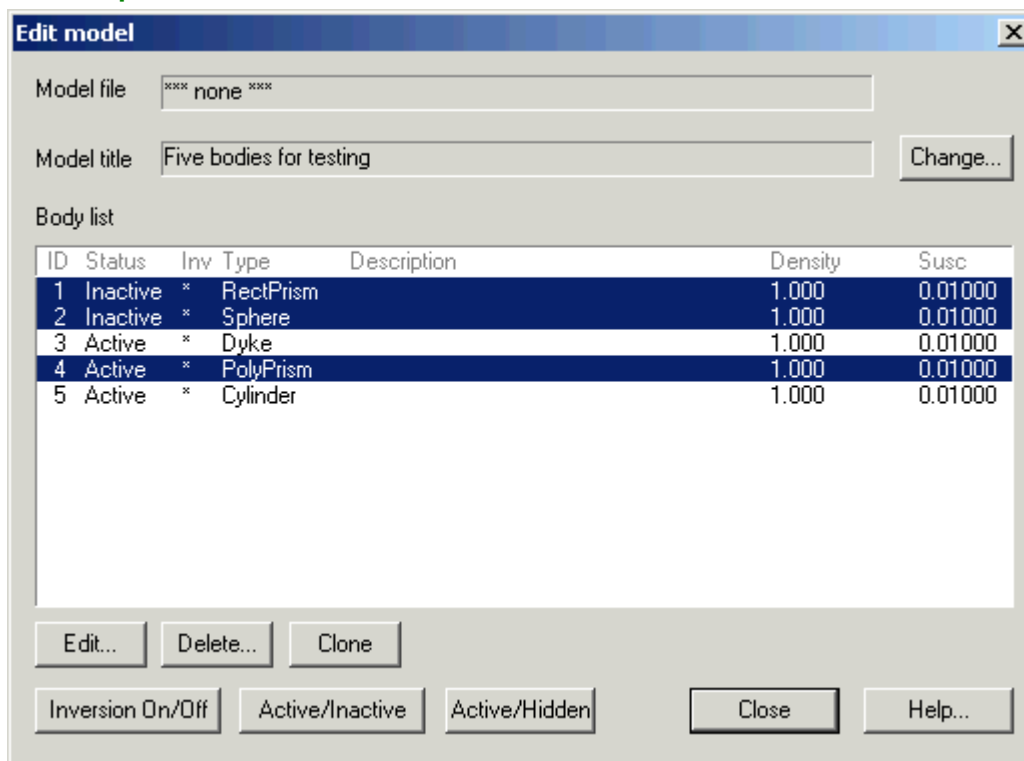 Edit model
Model file *** none ***
Model title Five bodies for testing Change...
Body list
ID Status Inv Type Description Density Susc
1 Inactive * RectPrism 1.000 0.01000
2 Inactive * Sphere 1.000 0.01000
3 Active * Dyke 1.000 0.01000
4 Active * PolyPrism 1.000 0.01000
5 Active * Cylinder 1.000 0.01000
Edit... Delete... Clone
Inversion On/Off Active/Inactive Active/Hidden Close Help...